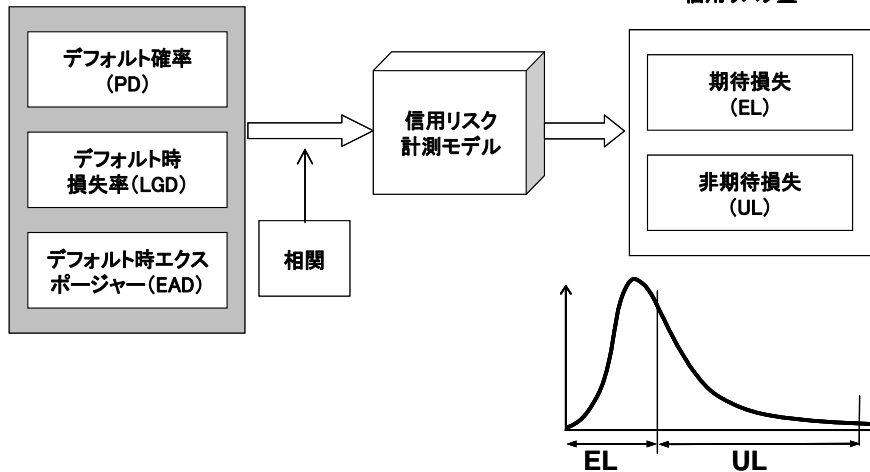 デフォルト確率
(PD)
デフォルト時
損失率(LGD)
デフォルト時エクス
ポージャー(EAD)
相関
信用リスク
計測モデル
期待損失
(EL)
非期待損失
(UL)
EL
UL